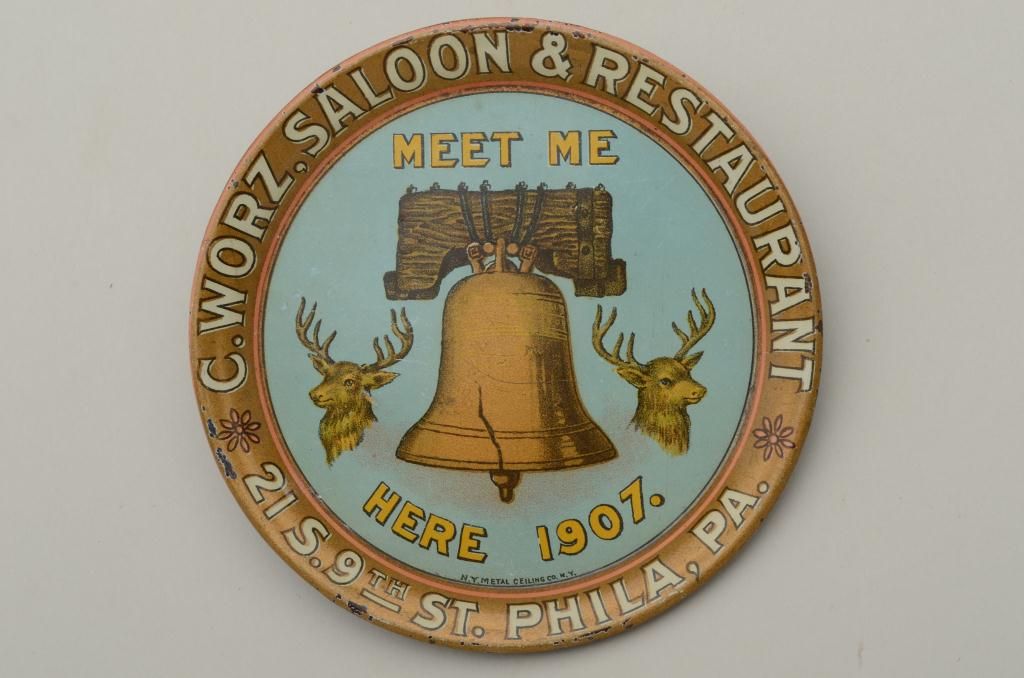 C. WORZ, SALOON & RESTAURANT
MEET ME
HERE 1907.
N.Y. METAL CEILING CO. N.Y.
21 S. 9TH ST. PHILA, PA.